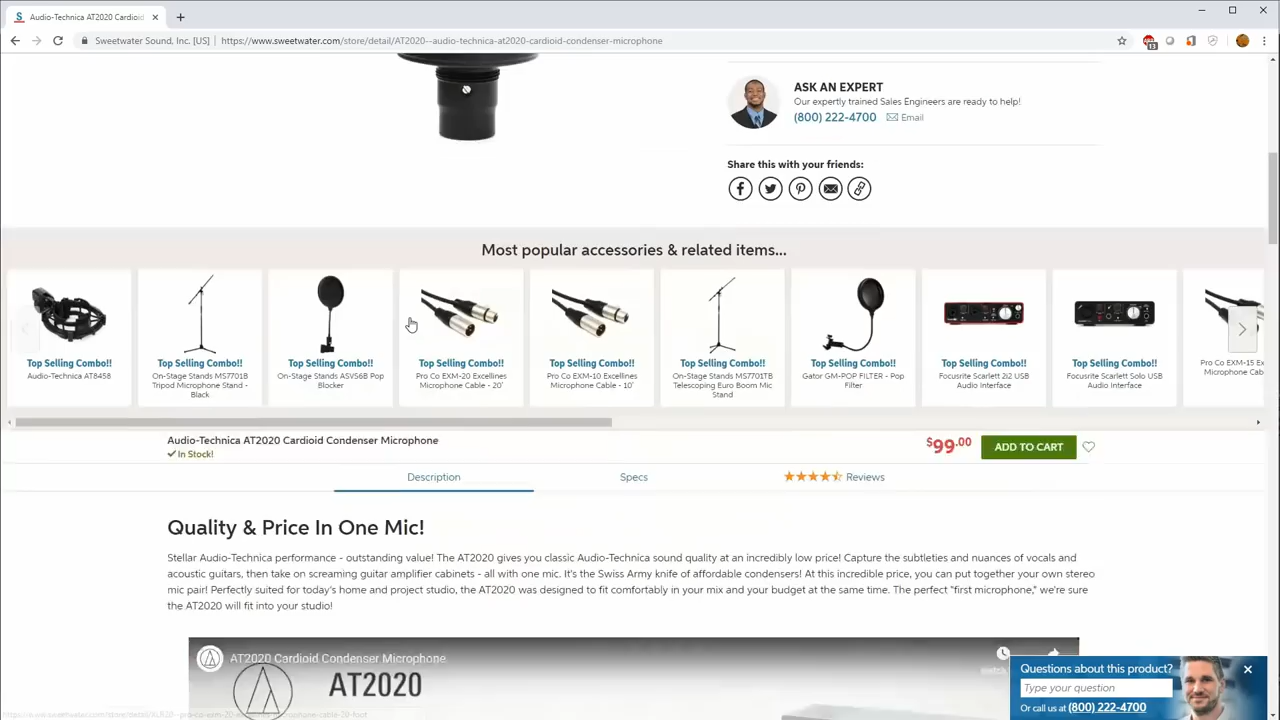 Audio-Technica AT2020 Cardioid
Sweetwater Sound, Inc. [US] https://www.sweetwater.com/store/detail/AT2020--audio-technica-at2020-cardioid-condenser-microphone
13
ASK AN EXPERT
Our expertly trained Sales Engineers are ready to help!
(800) 222-4700 Email
Share this with your friends:
Most popular accessories & related items...
Top Selling Combo!!
Audio-Technica AT8458
Top Selling Combo!!
On-Stage Stands MS7701B
Tripod Microphone Stand -
Black
Top Selling Combo!!
On-Stage Stands ASVS6B Pop
Blocker
Top Selling Combo!!
Pro Co EXM-20 Excellines
Microphone Cable - 20'
Top Selling Combo!!
Pro Co EXM-10 Excellines
Microphone Cable - 10'
Top Selling Combo!!
On-Stage Stands MS7701TB
Telescoping Euro Boom Mic
Stand
Top Selling Combo!!
Gator GM-POP FILTER - Pop
Filter
Top Selling Combo!!
Focusrite Scarlett 2i2 USB
Audio Interface
Top Selling Combo!!
Focusrite Scarlett Solo USB
Audio Interface
Pro Co EXM-15 Ex
Microphone Cab
Audio-Technica AT2020 Cardioid Condenser Microphone
In Stock!
$99.00 ADD TO CART
Description Specs Reviews
Quality & Price In One Mic!
Stellar Audio-Technica performance - outstanding value! The AT2020 gives you classic Audio-Technica sound quality at an incredibly low price! Capture the subtleties and nuances of vocals and
acoustic guitars, then take on screaming guitar amplifier cabinets - all with one mic. It's the Swiss Army knife of affordable condensers! At this incredible price, you can put together your own stereo
mic pair! Perfectly suited for today's home and project studio, the AT2020 was designed to fit comfortably in your mix and your budget at the same time. The perfect "first microphone," we're sure
the AT2020 will fit into your studio!
AT2020 Cardioid Condenser Microphone
AT2020
Questions about this product?
Type your question
Or call us at (800) 222-4700